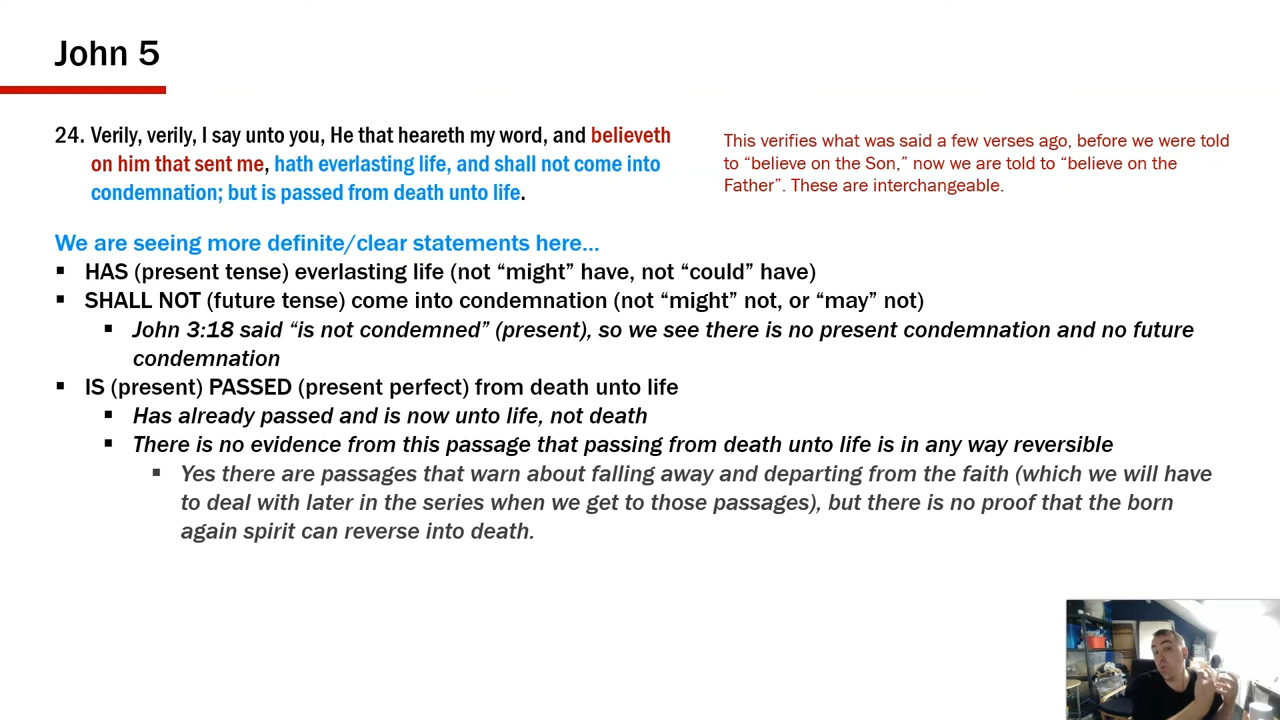 John 5
24. Verily, verily, I say unto you, He that heareth my word, and believeth
on him that sent me, hath everlasting life, and shall not come into
condemnation; but is passed from death unto life.
This verifies what was said a few verses ago, before we were told
to “believe on the Son,” now we are told to “believe on the
Father”. These are interchangeable.
We are seeing more definite/clear statements here...
▪ HAS (present tense) everlasting life (not “might” have, not “could” have)
▪ SHALL NOT (future tense) come into condemnation (not “might” not, or “may” not)
▪ John 3:18 said “is not condemned” (present), so we see there is no present condemnation and no future
condemnation
▪ IS (present) PASSED (present perfect) from death unto life
▪ Has already passed and is now unto life, not death
▪ There is no evidence from this passage that passing from death unto life is in any way reversible
▪ Yes there are passages that warn about falling away and departing from the faith (which we will have
to deal with later in the series when we get to those passages), but there is no proof that the born
again spirit can reverse into death.